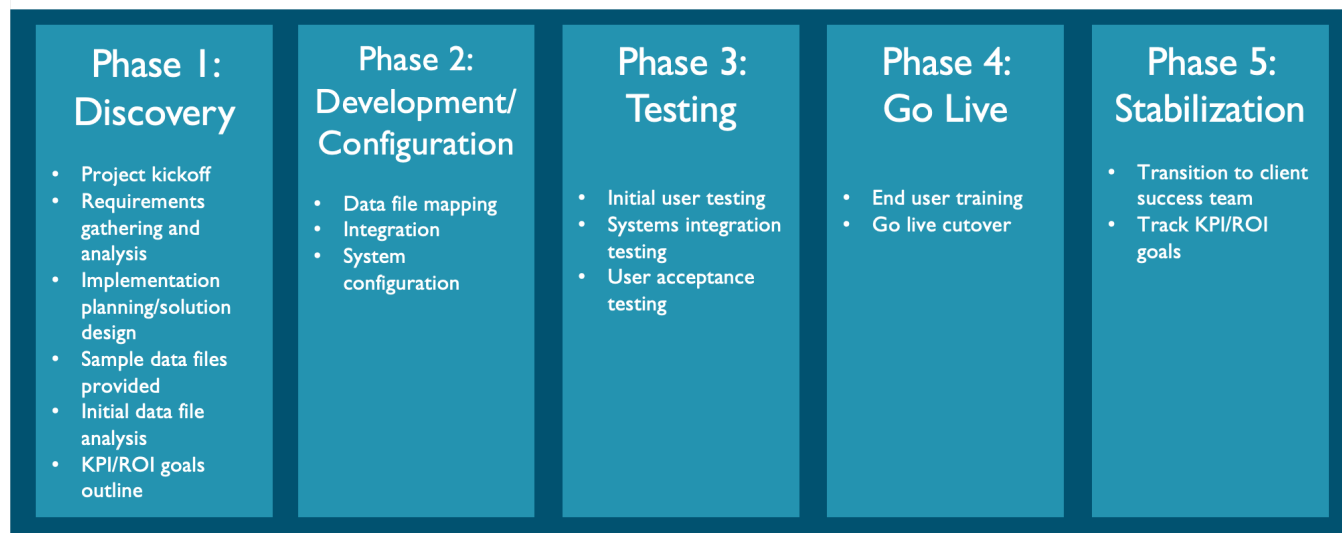 Phase 1:
Discovery
• Project kickoff
• Requirements
gathering and
analysis
• Implementation
planning/solution
design
• Sample data files
provided
• Initial data file
analysis
• KPI/ROI goals
outline
Phase 2:
Development/
Configuration
• Data file mapping
• Integration
• System
configuration
Phase 3:
Testing
• Initial user testing
• Systems integration
testing
• User acceptance
testing
Phase 4:
Go Live
• End user training
• Go live cutover
Phase 5:
Stabilization
• Transition to client
success team
• Track KPI/ROI
goals